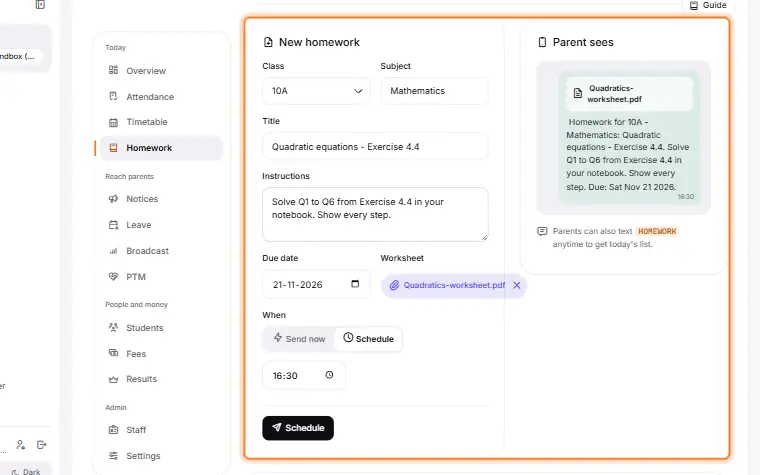 Guide
ndbox (...
Today
Overview
Attendance
Timetable
Homework
Reach parents
Notices
Leave
Broadcast
PTM
People and money
Students
Fees
Results
Admin
Staff
Settings
er
Dark
New homework
Class
Subject
10A
Mathematics
Title
Quadratic equations - Exercise 4.4
Instructions
Solve Q1 to Q6 from Exercise 4.4 in your
notebook. Show every step.
Due date
Worksheet
21-11-2026
Quadratics-worksheet.pdf
When
Send now
Schedule
16:30
Schedule
Parent sees
Quadratics-
worksheet.pdf
Homework for 10A -
Mathematics: Quadratic
equations - Exercise 4.4. Solve
Q1 to Q6 from Exercise 4.4 in
your notebook. Show every
step. Due: Sat Nov 21 2026.
16:30
Parents can also text HOMEWORK
anytime to get today's list.